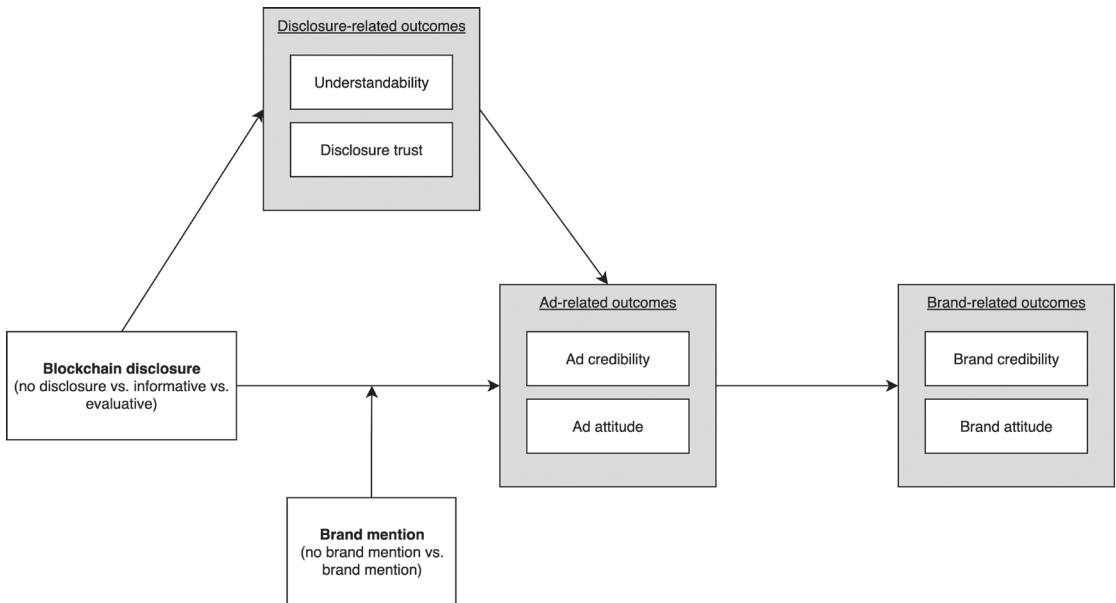 Disclosure-related outcomes
Understandability
Disclosure trust
Ad-related outcomes
Ad credibility
Ad attitude
Brand-related outcomes
Brand credibility
Brand attitude
Blockchain disclosure
(no disclosure vs. informative vs.
evaluative)
Brand mention
(no brand mention vs.
brand mention)